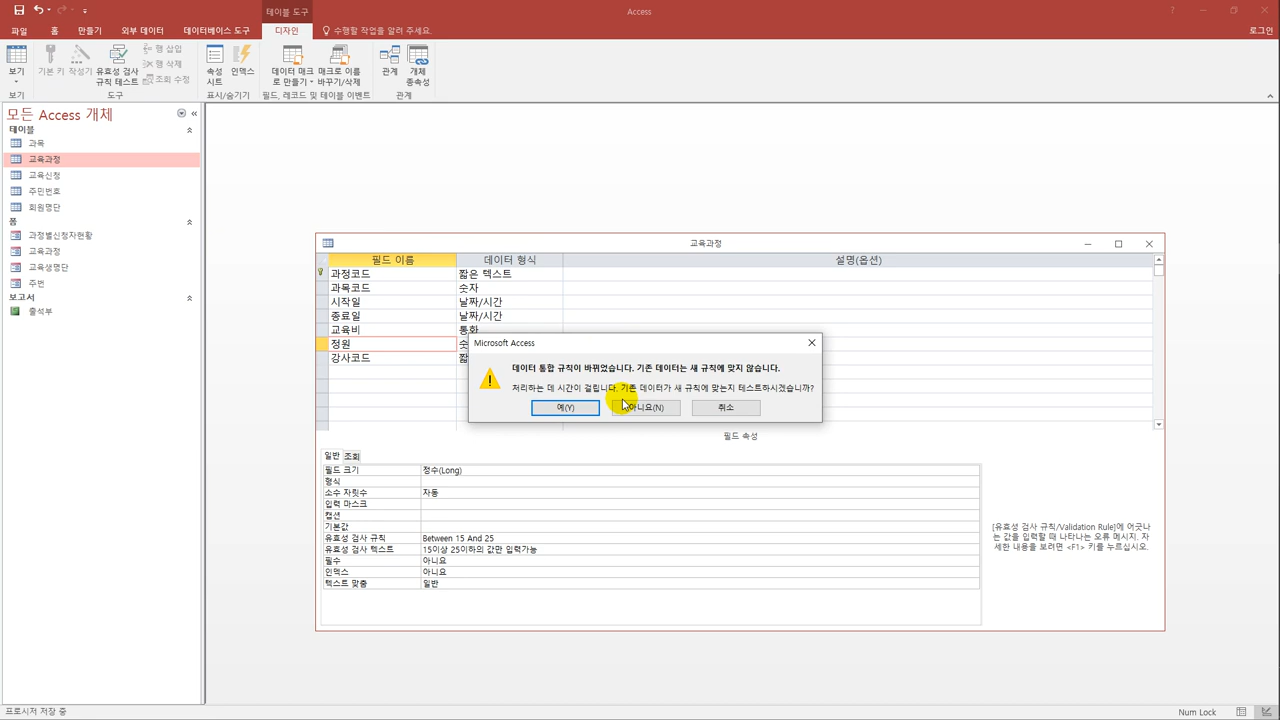 테이블 도구
Access
파일 홈 만들기 외부 데이터 데이터베이스 도구 디자인 수행할 작업을 알려 주세요.
로그인
보기
기본 키
작성기
유효성 검사
규칙 테스트
행 삽입
행 삭제
조회 수정
속성
시트
인덱스
데이터 매크
로 만들기
매크로 이름
바꾸기/삭제
관계
개체
종속성
보기 도구 표시/숨기기 필드, 레코드 및 테이블 이벤트 관계
모든 Access 개체
테이블
과목
교육과정
교육신청
주민번호
회원명단
폼
과정별신청자현황
교육과정
교육생명단
주번
보고서
출석부
교육과정
필드 이름 데이터 형식 설명(옵션)
과정코드 짧은 텍스트
과목코드 숫자
시작일 날짜/시간
종료일 날짜/시간
교육비 통화
정원 숫
강사코드 짧
Microsoft Access
데이터 통합 규칙이 바뀌었습니다. 기존 데이터는 새 규칙에 맞지 않습니다.
처리하는 데 시간이 걸립니다. 기존 데이터가 새 규칙에 맞는지 테스트하시겠습니까?
예(Y) 아니요(N) 취소
필드 속성
일반 조회
필드 크기 정수(Long)
형식
소수 자릿수 자동
입력 마스크
캡션
기본값
유효성 검사 규칙 Between 15 And 25
유효성 검사 텍스트 15이상 25이하의 값만 입력가능
필수 아니요
인덱스 아니요
텍스트 맞춤 일반
[유효성 검사 규칙/Validation Rule]에 어긋나
는 값을 입력할 때 나타나는 오류 메시지. 자
세한 내용을 보려면 <F1> 키를 누르십시오.
프로시저 저장 중
Num Lock